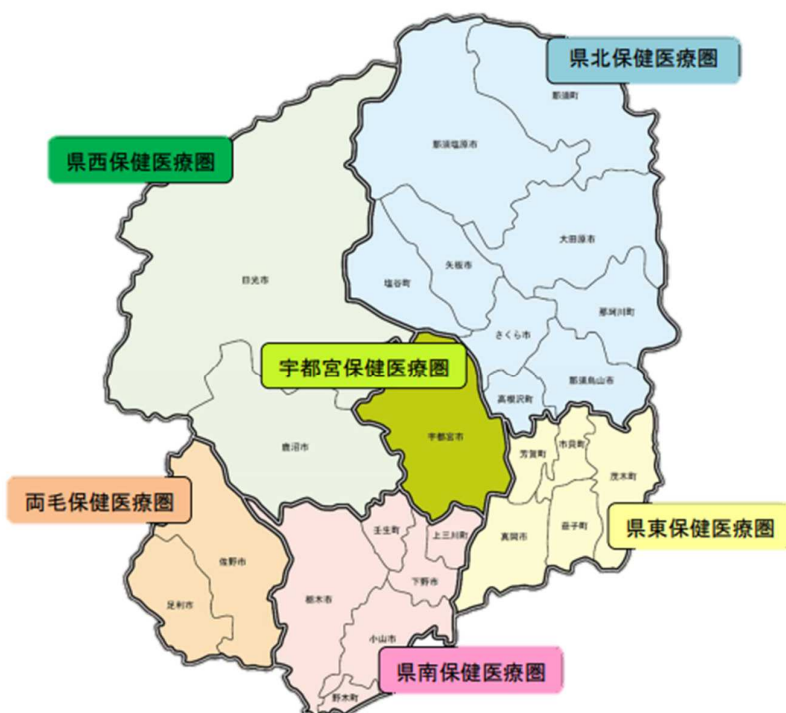 県北保健医療圏
那須町
那須塩原市
県西保健医療圏
大田原市
矢板市
日光市
塩谷町
那珂川町
さくら市
宇都宮保健医療圏
那須烏山市
高根沢町
宇都宮市
鹿沼市
市貝町
芳賀町
茂木町
両毛保健医療圏
益子町
県東保健医療圏
壬生町
上三川町
真岡市
佐野市
下野市
栃木市
足利市
小山市
県南保健医療圏
野木町